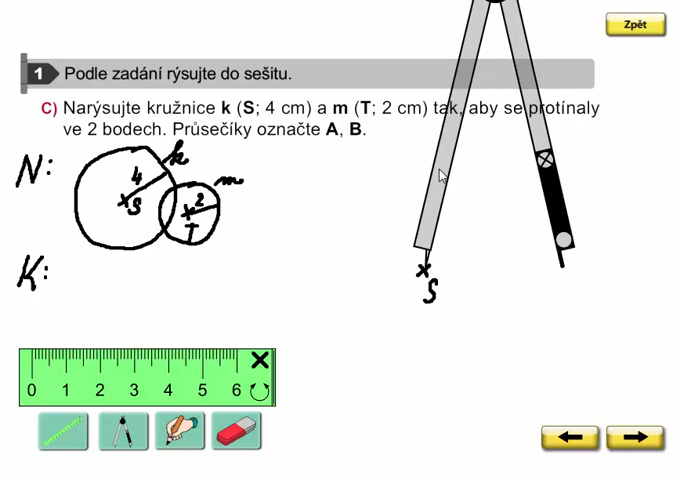 Zpět
1 Podle zadání rýsujte do sešitu.
C) Narýsujte kružnice k (S; 4 cm) a m (T; 2 cm) tak, aby se protínaly
ve 2 bodech. Průsečíky označte A, B.
N:
k
4
S
m
2
T
K:
S
0 1 2 3 4 5 6